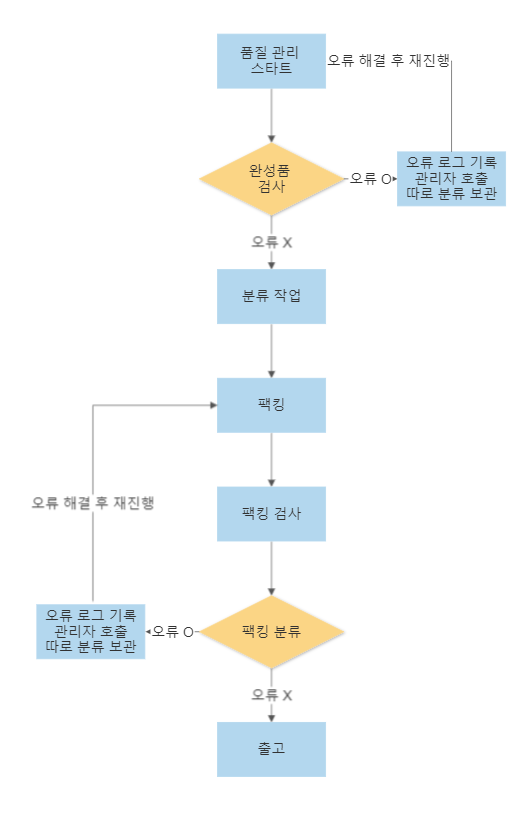 품질 관리
스타트
오류 해결 후 재진행
완성품
검사
오류 O
오류 로그 기록
관리자 호출
따로 분류 보관
오류 X
분류 작업
팩킹
오류 해결 후 재진행
팩킹 검사
오류 로그 기록
관리자 호출
따로 분류 보관
오류 O
팩킹 분류
오류 X
출고